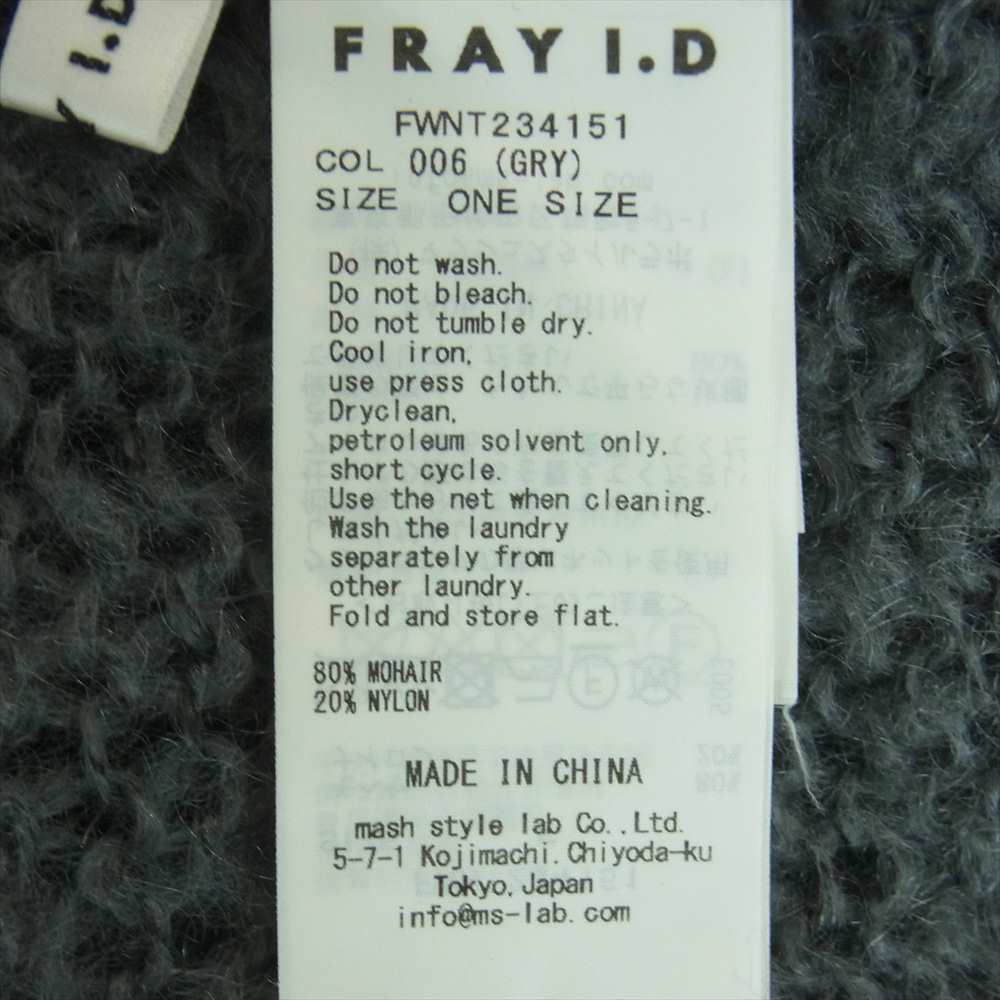 Y I.D
FRAY I.D
FWNT234151
COL 006 (GRY)
SIZE ONE SIZE
Do not wash.
Do not bleach.
Do not tumble dry.
Cool iron,
use press cloth.
Dryclean,
petroleum solvent only,
short cycle.
Use the net when cleaning.
Wash the laundry
separately from
other laundry.
Fold and store flat.
80% MOHAIR
20% NYLON
MADE IN CHINA
mash style lab Co.,Ltd.
5-7-1 Kojimachi, Chiyoda-ku
Tokyo, Japan
info@ms-lab.com